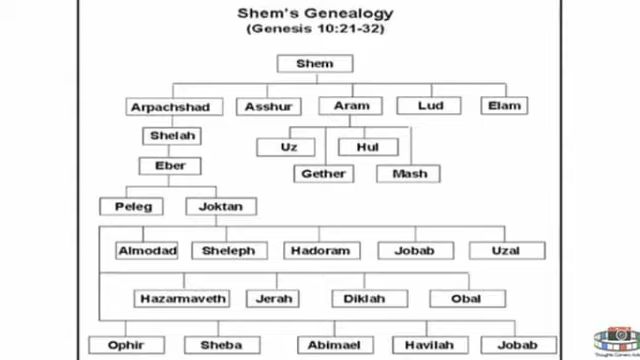 Shem's Genealogy
(Genesis 10:21-32)
Shem
Arpachshad Asshur Aram Lud Elam
Shelah
Uz Hul
Eber
Gether Mash
Peleg Joktan
Almodad Sheleph Hadoram Jobab Uzal
Hazarmaveth Jerah Diklah Obal
Ophir Sheba Abimael Havilah Jobab